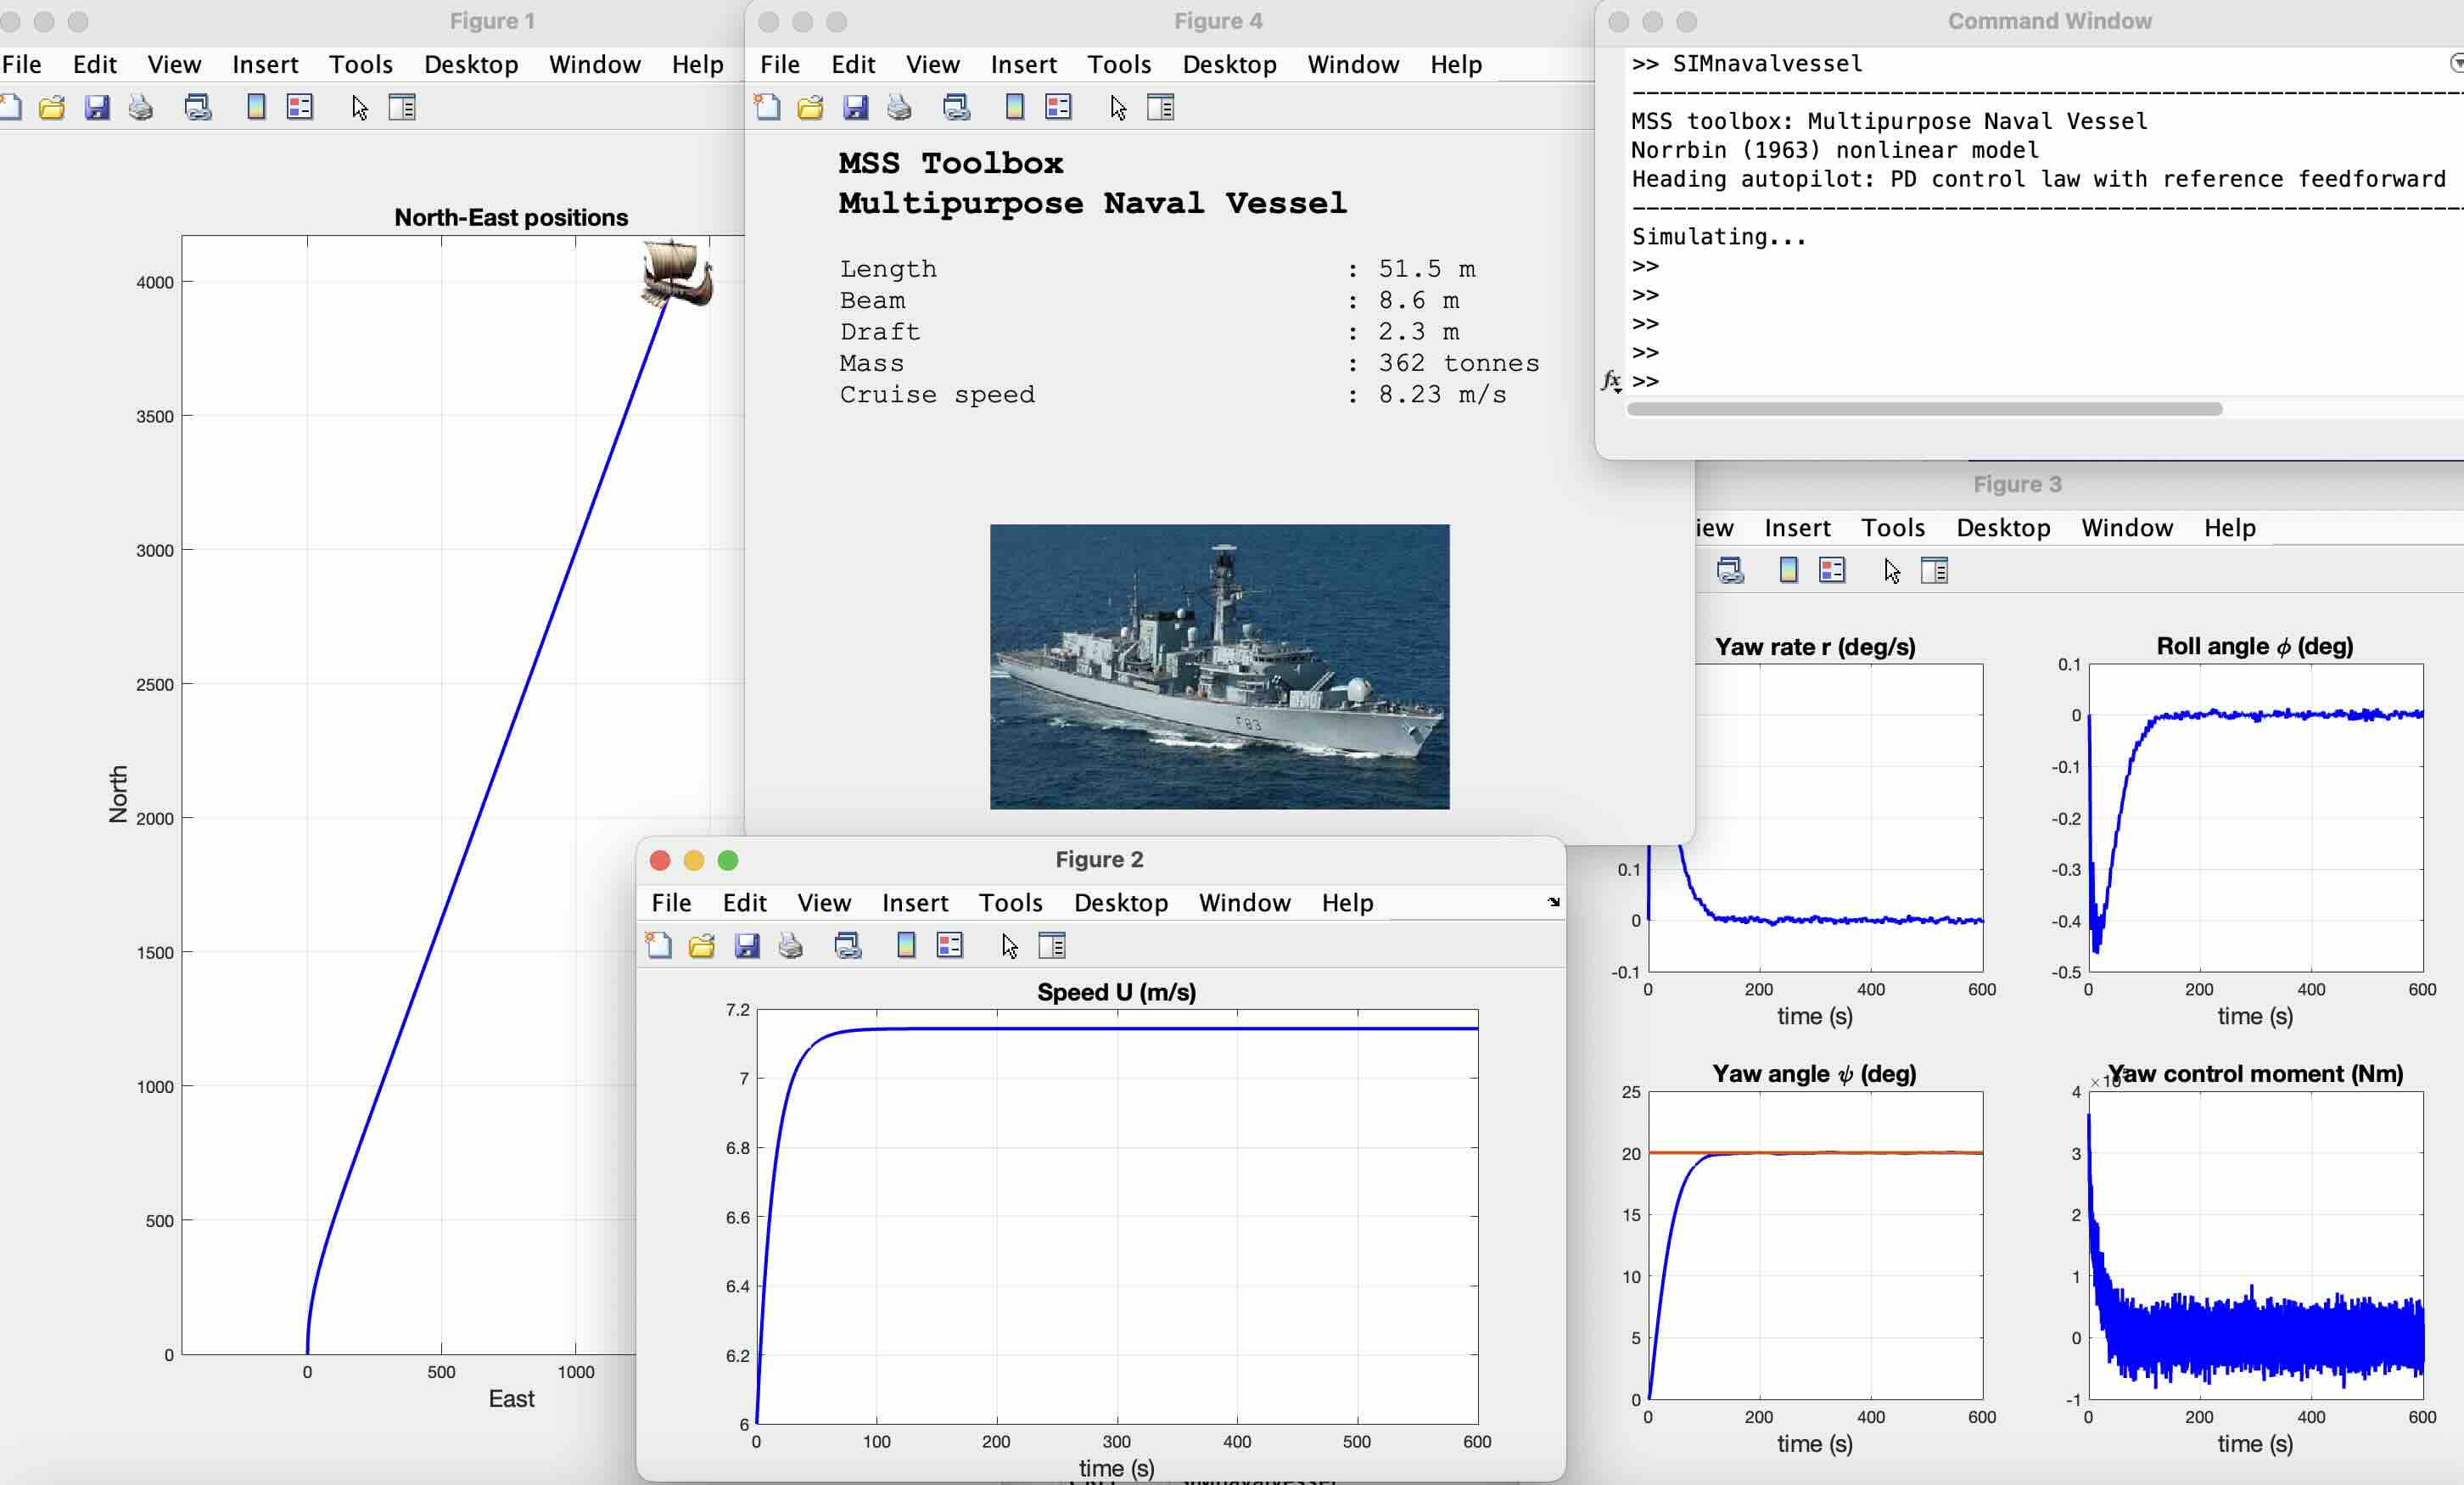 Figure 1
File Edit View Insert Tools Desktop Window Help
North-East positions
4000
3500
3000
2500
2000
1500
1000
500
0
North
0 500 1000
East
Figure 4
File Edit View Insert Tools Desktop Window Help
MSS Toolbox
Multipurpose Naval Vessel
Length : 51.5 m
Beam : 8.6 m
Draft : 2.3 m
Mass : 362 tonnes
Cruise speed : 8.23 m/s
F83
Command Window
>> SIMnavalvessel
MSS toolbox: Multipurpose Naval Vessel
Norrbin (1963) nonlinear model
Heading autopilot: PD control law with reference feedforward
Simulating...
>>
>>
>>
>>
fx >>
Figure 2
File Edit View Insert Tools Desktop Window Help
Speed U (m/s)
7.2
7
6.8
6.6
6.4
6.2
6
0 100 200 300 400 500 600
time (s)
Figure 3
iew Insert Tools Desktop Window Help
Yaw rate r (deg/s)
0.1
0
-0.1
0 200 400 600
time (s)
Roll angle ϕ (deg)
0.1
0
-0.1
-0.2
-0.3
-0.4
-0.5
0 200 400 600
time (s)
Yaw angle ψ (deg)
25
20
15
10
5
0
0 200 400 600
time (s)
Yaw control moment (Nm)
4
3
2
1
0
-1
0 200 400 600
time (s)